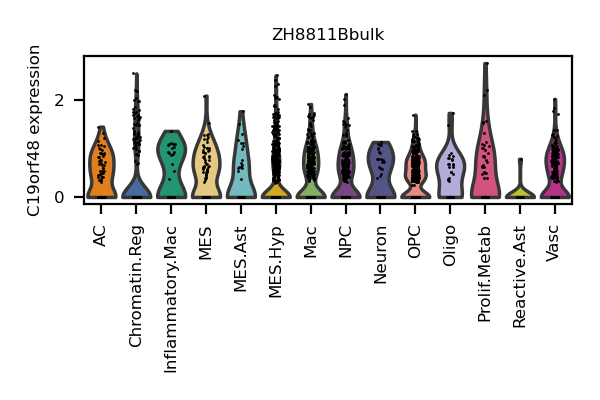 ZH8811Bbulk
C19orf48 expression
2
0
AC
Chromatin.Reg
Inflammatory.Mac
MES
MES.Ast
MES.Hyp
Mac
NPC
Neuron
OPC
Oligo
Prolif.Metab
Reactive.Ast
Vasc